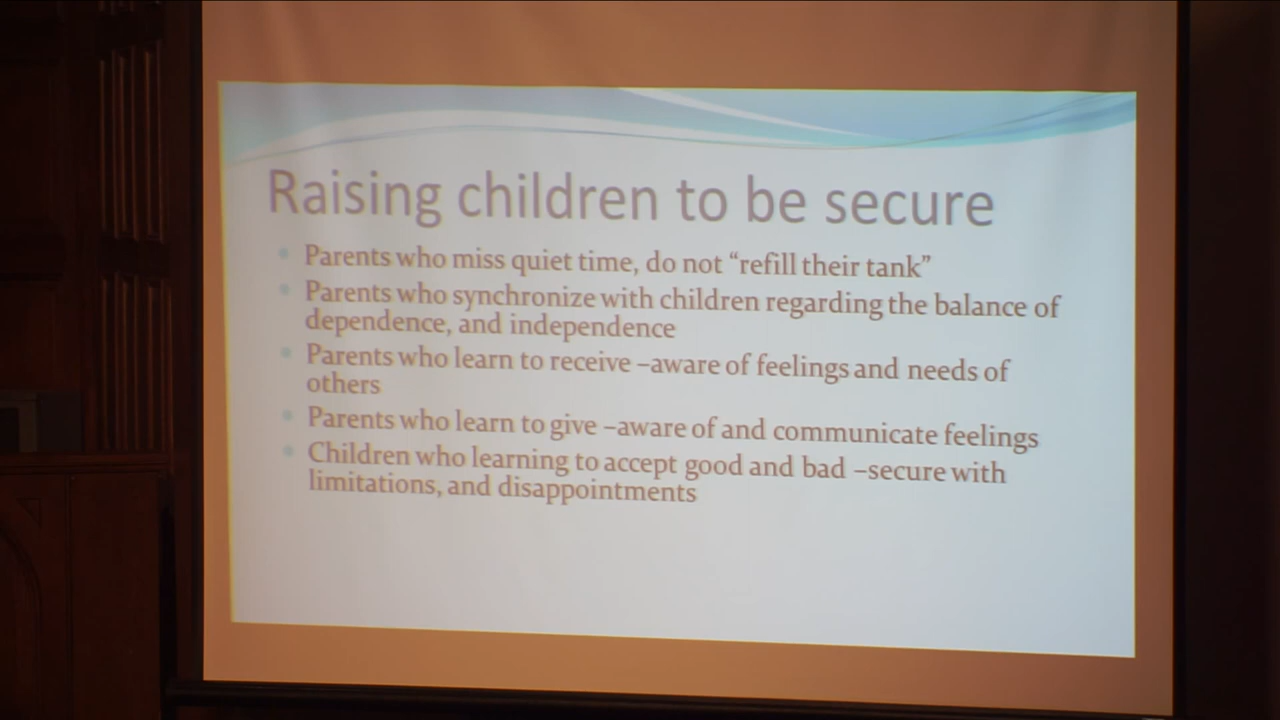 Raising children to be secure
Parents who miss quiet time, do not “refill their tank”
Parents who synchronize with children regarding the balance of
dependence, and independence
Parents who learn to receive –aware of feelings and needs of
others
Parents who learn to give –aware of and communicate feelings
Children who learning to accept good and bad –secure with
limitations, and disappointments